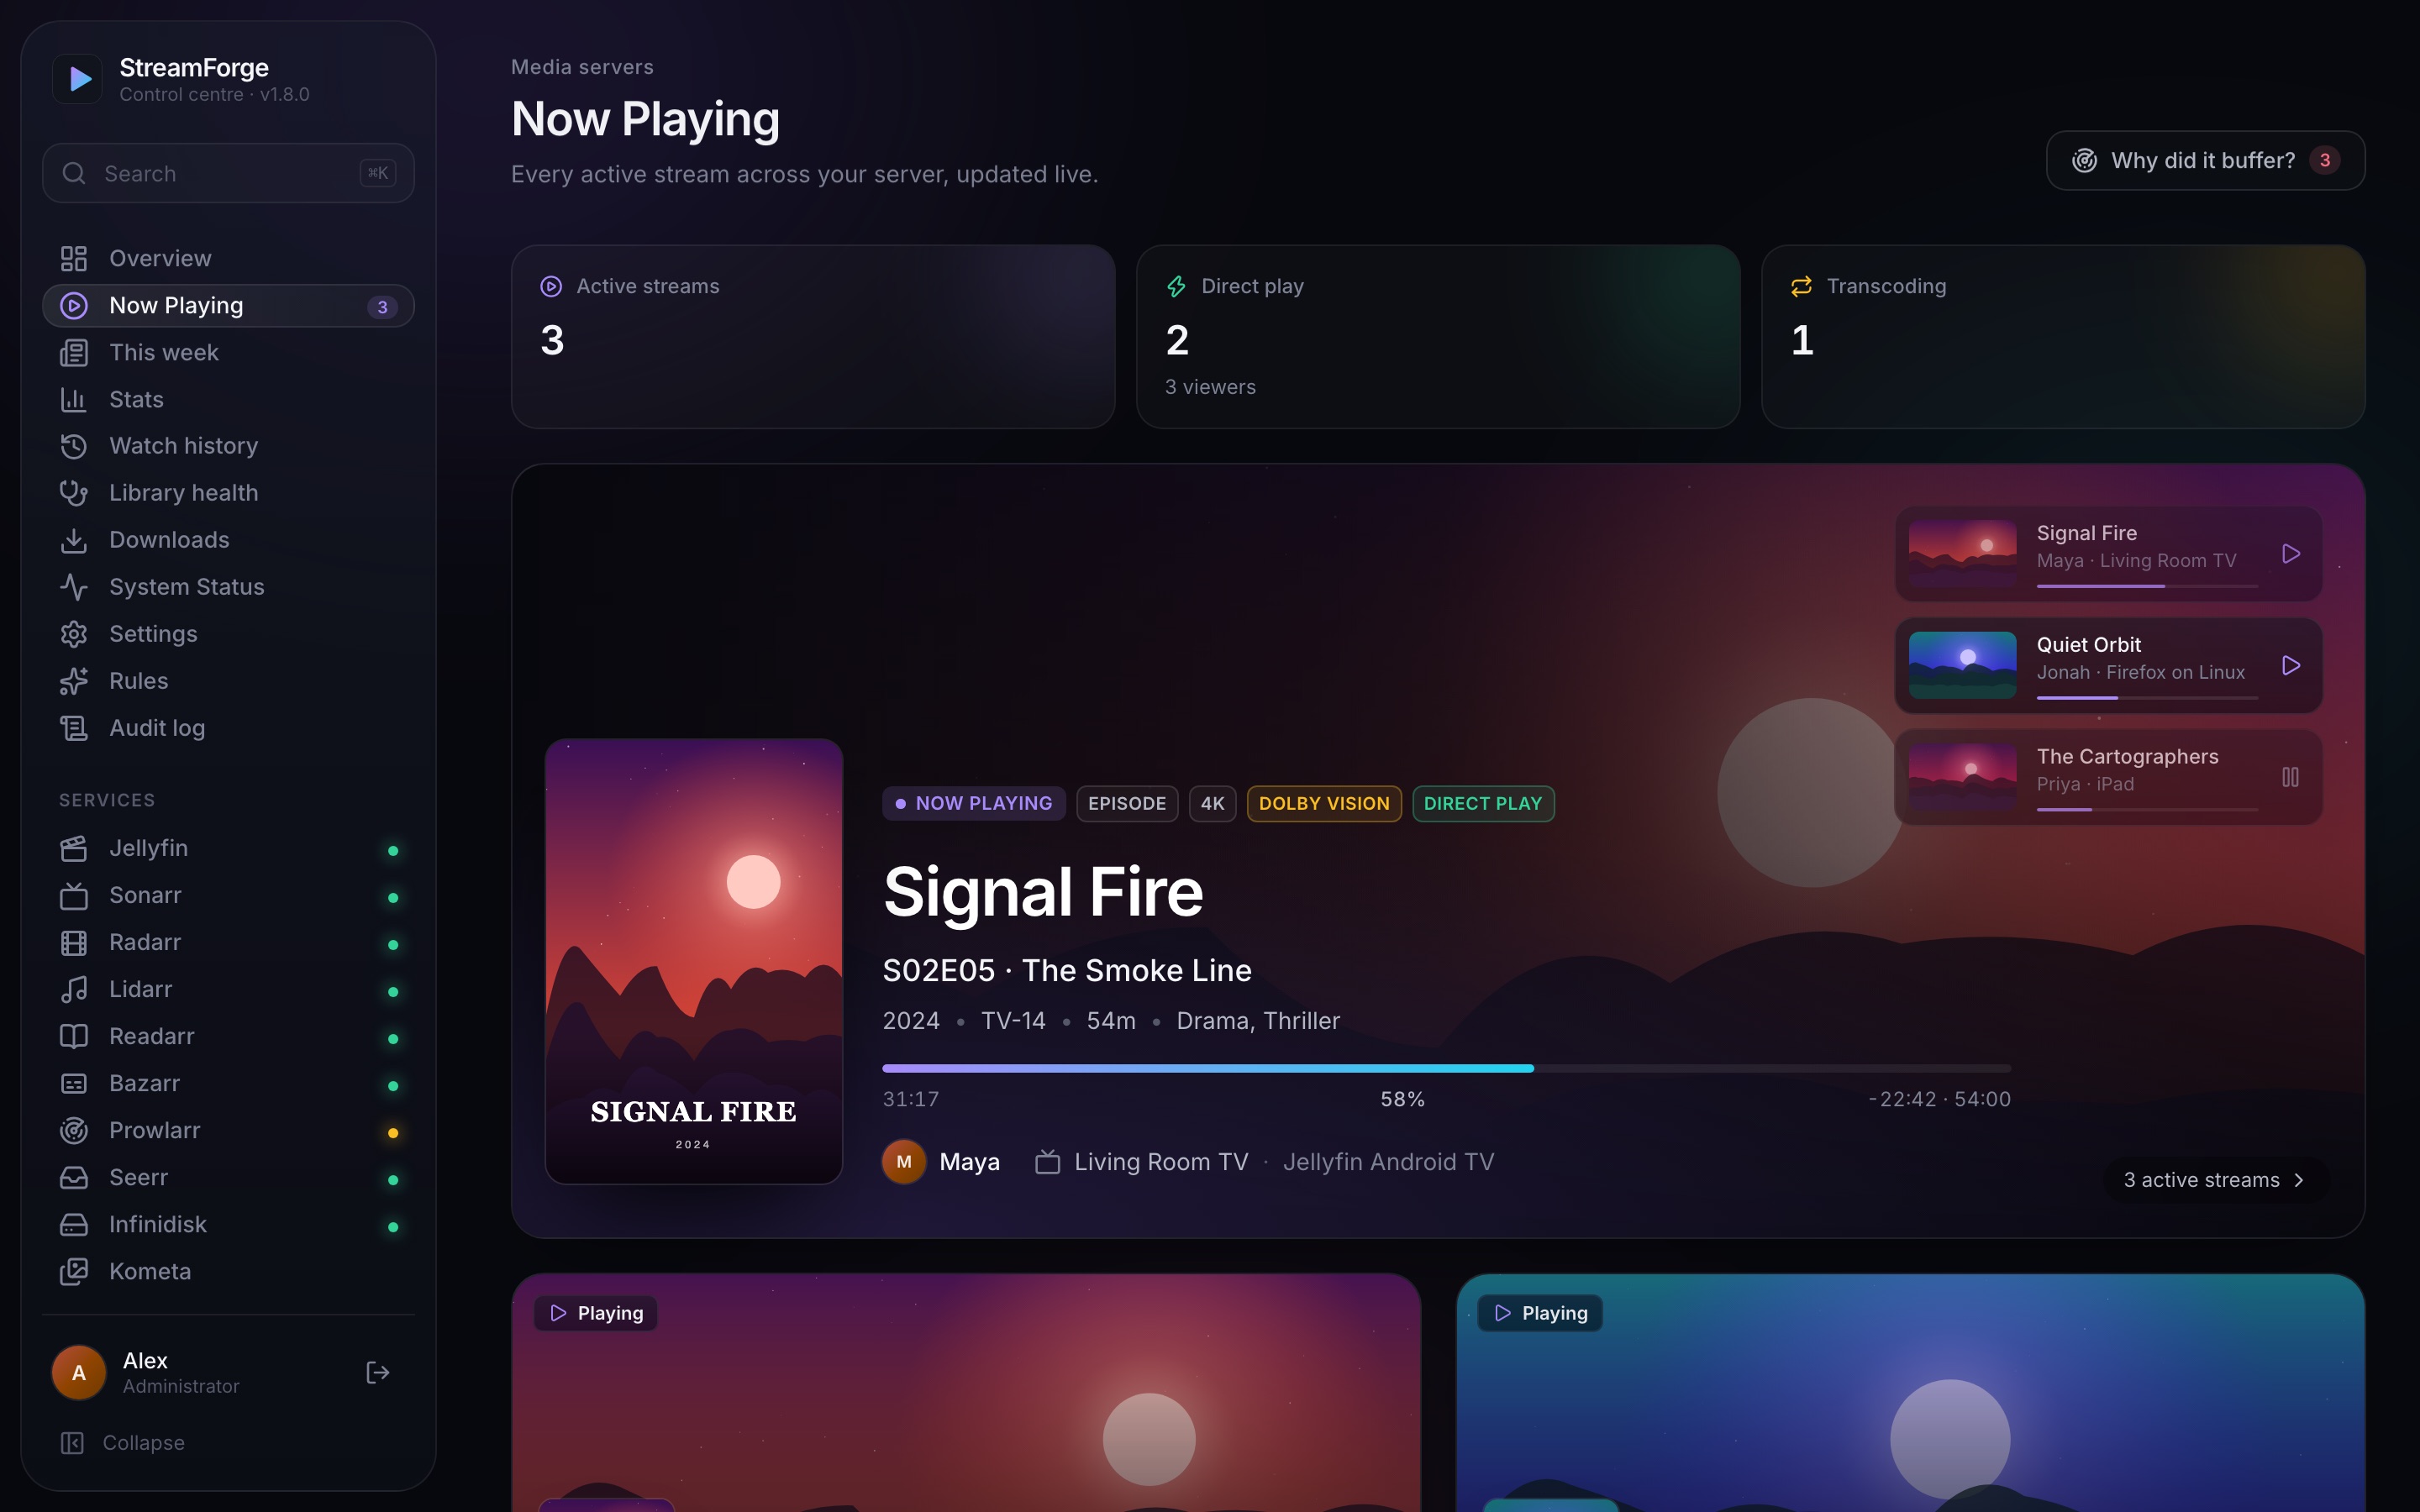 StreamForge
Control centre · v1.8.0
Search
⌘K
Overview
Now Playing
3
This week
Stats
Watch history
Library health
Downloads
System Status
Settings
Rules
Audit log
SERVICES
Jellyfin
Sonarr
Radarr
Lidarr
Readarr
Bazarr
Prowlarr
Seerr
Infinidisk
Kometa
A
Alex
Administrator
Collapse
Media servers
Now Playing
Every active stream across your server, updated live.
Why did it buffer?
3
Active streams
3
Direct play
2
3 viewers
Transcoding
1
Signal Fire
Maya · Living Room TV
Quiet Orbit
Jonah · Firefox on Linux
The Cartographers
Priya · iPad
SIGNAL FIRE
2024
NOW PLAYING
EPISODE
4K
DOLBY VISION
DIRECT PLAY
Signal Fire
S02E05 · The Smoke Line
2024 • TV-14 • 54m • Drama, Thriller
31:17
58%
-22:42 · 54:00
M
Maya
Living Room TV · Jellyfin Android TV
3 active streams
Playing
Playing